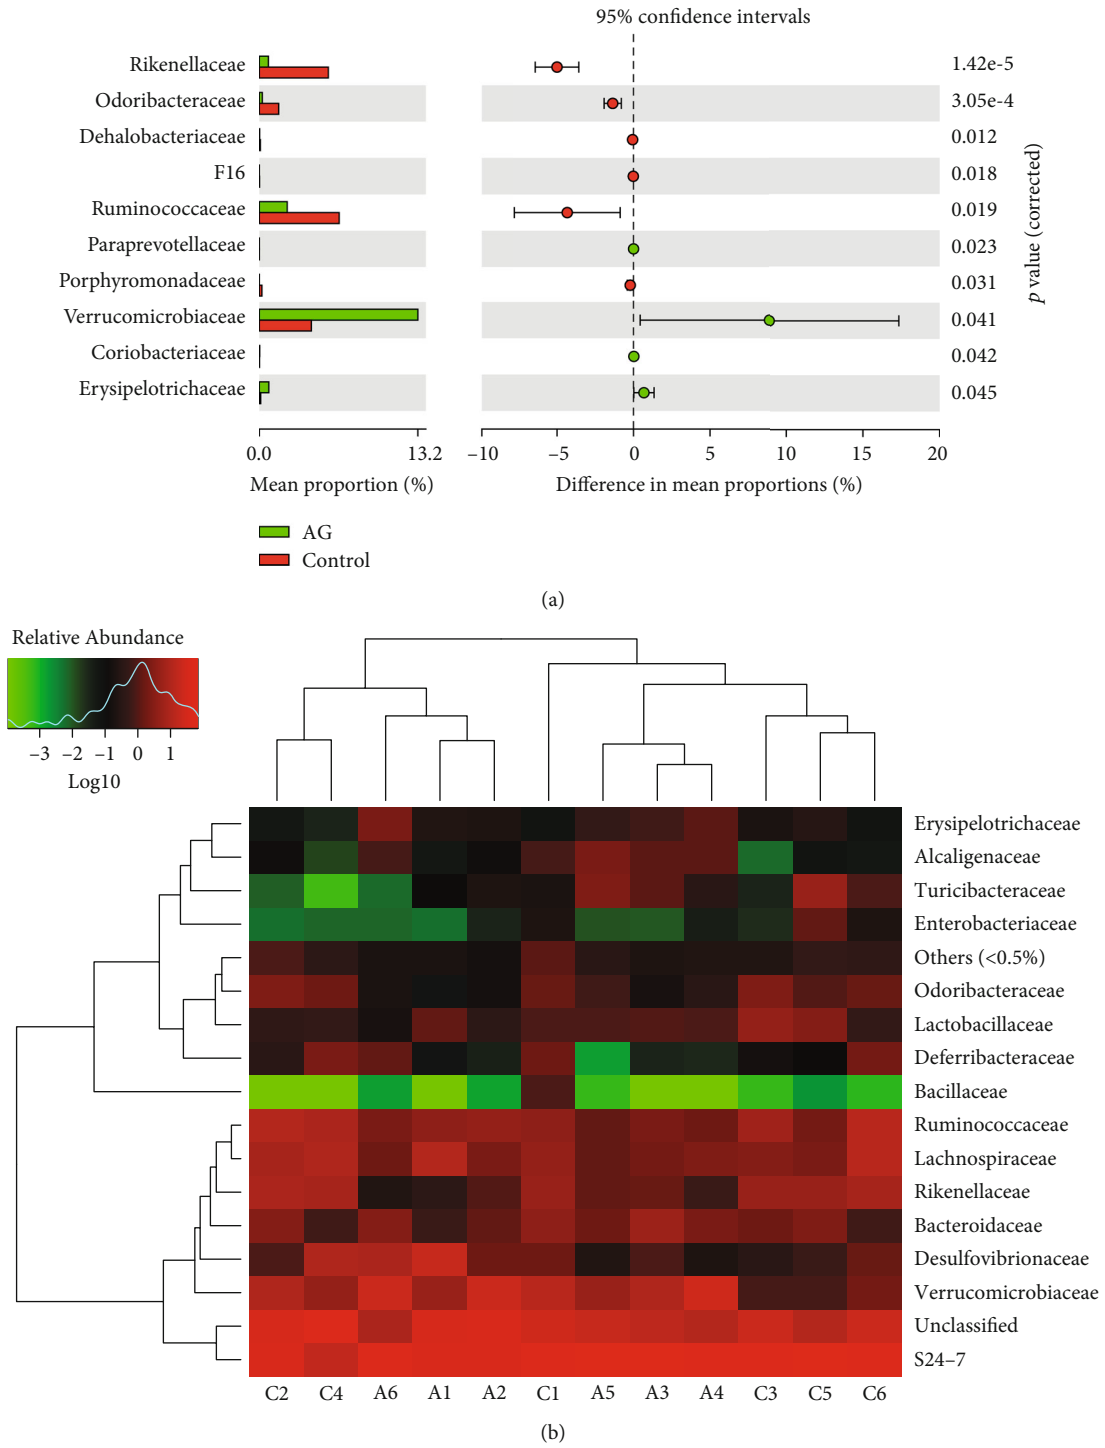 95% confidence intervals
Rikenellaceae 1.42e-5
Odoribacteraceae 3.05e-4
Dehalobacteriaceae 0.012
F16 0.018
Ruminococcaceae 0.019
Paraprevotellaceae 0.023
Porphyromonadaceae 0.031
Verrucomicrobiaceae 0.041
Coriobacteriaceae 0.042
Erysipelotrichaceae 0.045
p value (corrected)
0.0 13.2 −10 −5 0 5 10 15 20
Mean proportion (%) Difference in mean proportions (%)
AG
Control
(a)
Relative Abundance
−3 −2 −1 0 1
Log10
Erysipelotrichaceae
Alcaligenaceae
Turicibacteraceae
Enterobacteriaceae
Others (<0.5%)
Odoribacteraceae
Lactobacillaceae
Deferribacteraceae
Bacillaceae
Ruminococcaceae
Lachnospiraceae
Rikenellaceae
Bacteroidaceae
Desulfovibrionaceae
Verrucomicrobiaceae
Unclassified
S24–7
C2 C4 A6 A1 A2 C1 A5 A3 A4 C3 C5 C6
(b)